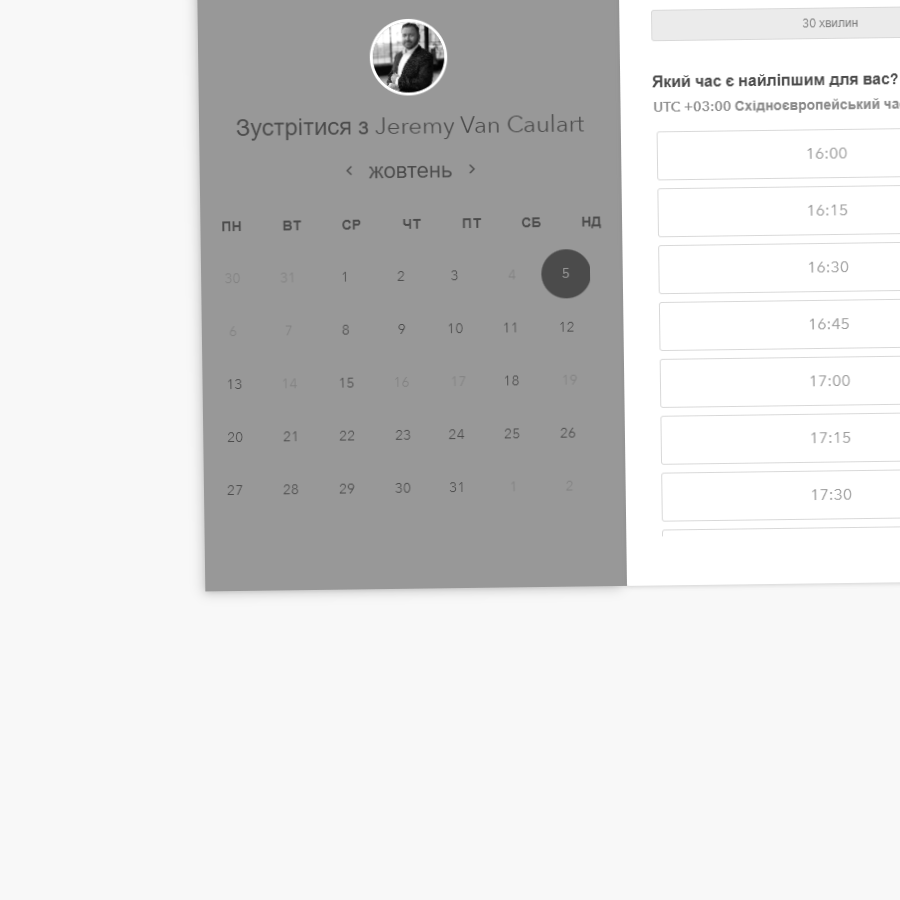 Зустрітися з Jeremy Van Caulart
‹ жовтень ›
ПН ВТ СР ЧТ ПТ СБ НД
30 31 1 2 3 4 5
6 7 8 9 10 11 12
13 14 15 16 17 18 19
20 21 22 23 24 25 26
27 28 29 30 31 1 2
30 хвилин
Який час є найліпшим для вас?
UTC +03:00 Східноєвропейський
16:00
16:15
16:30
16:45
17:00
17:15
17:30